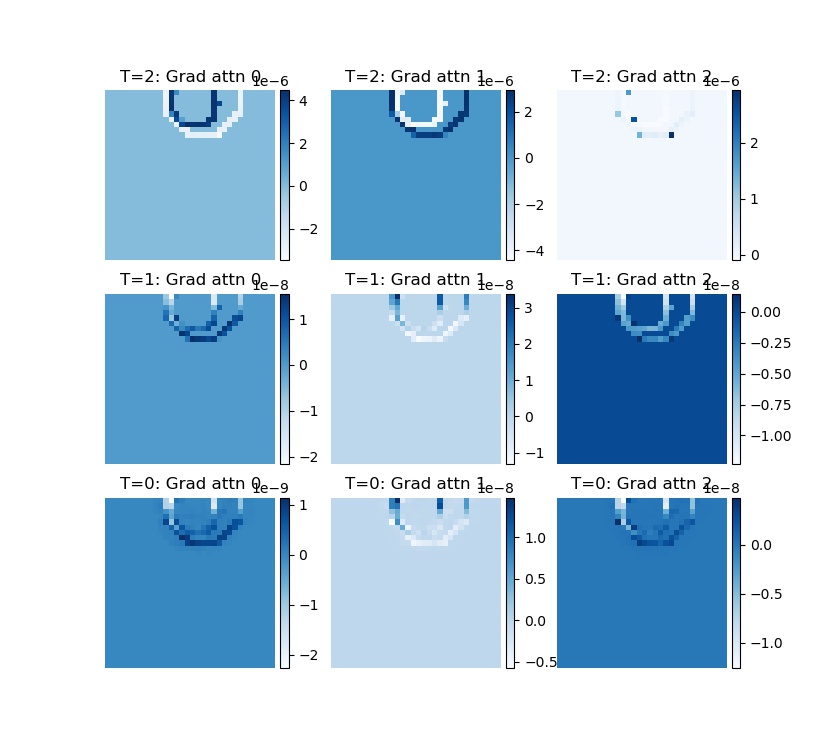 T=2: Grad attn 0
1e−6
4
2
0
−2
T=2: Grad attn 1
1e−6
2
0
−2
−4
T=2: Grad attn 2
1e−6
2
1
0
T=1: Grad attn 0
1e−8
1
0
−1
−2
T=1: Grad attn 1
1e−8
3
2
1
0
−1
T=1: Grad attn 2
1e−8
0.00
−0.25
−0.50
−0.75
−1.00
T=0: Grad attn 0
1e−9
1
0
−1
−2
T=0: Grad attn 1
1e−8
1.0
0.5
0.0
−0.5
T=0: Grad attn 2
1e−8
0.0
−1.0